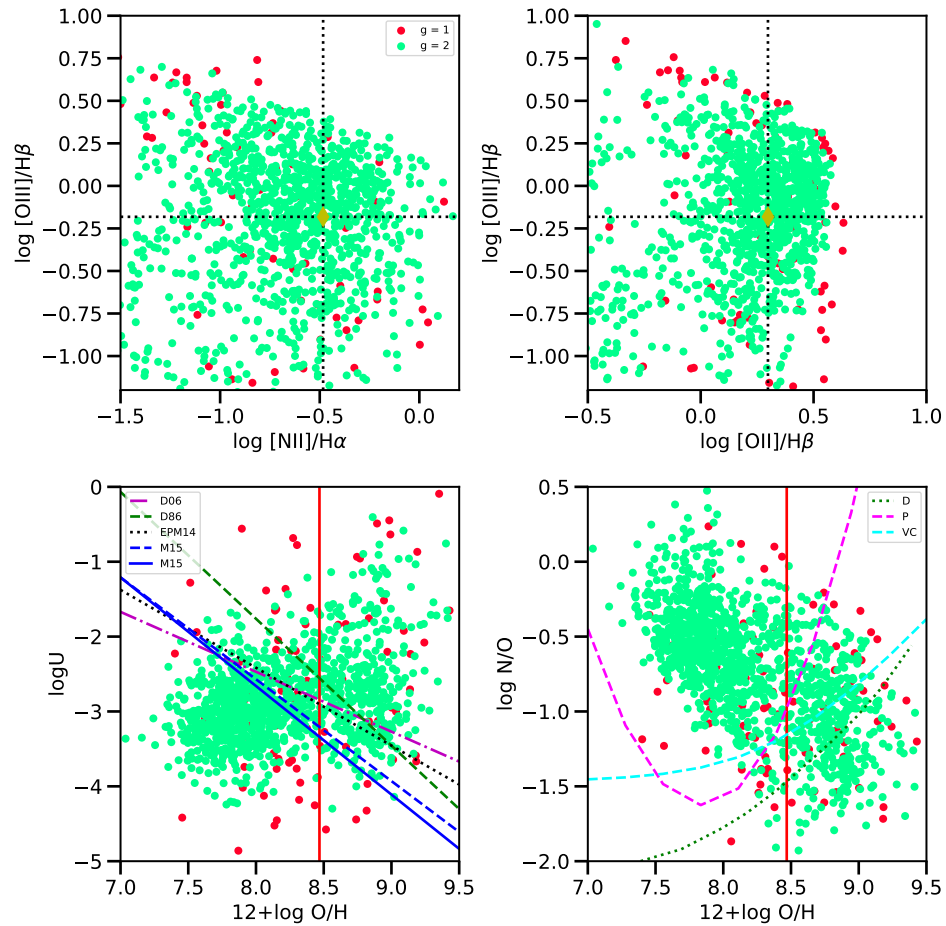 1.00
0.75
0.50
0.25
0.00
−0.25
−0.50
−0.75
−1.00
log [OIII]/Hβ
−1.5
−1.0
−0.5
0.0
log [NII]/Hα
g = 1
g = 2
1.00
0.75
0.50
0.25
0.00
−0.25
−0.50
−0.75
−1.00
log [OIII]/Hβ
−0.5
0.0
0.5
1.0
log [OII]/Hβ
0
−1
−2
−3
−4
−5
logU
7.0
7.5
8.0
8.5
9.0
9.5
12+log O/H
D06
D86
EPM14
M15
M15
0.5
0.0
−0.5
−1.0
−1.5
−2.0
log N/O
7.0
7.5
8.0
8.5
9.0
9.5
12+log O/H
D
P
VC